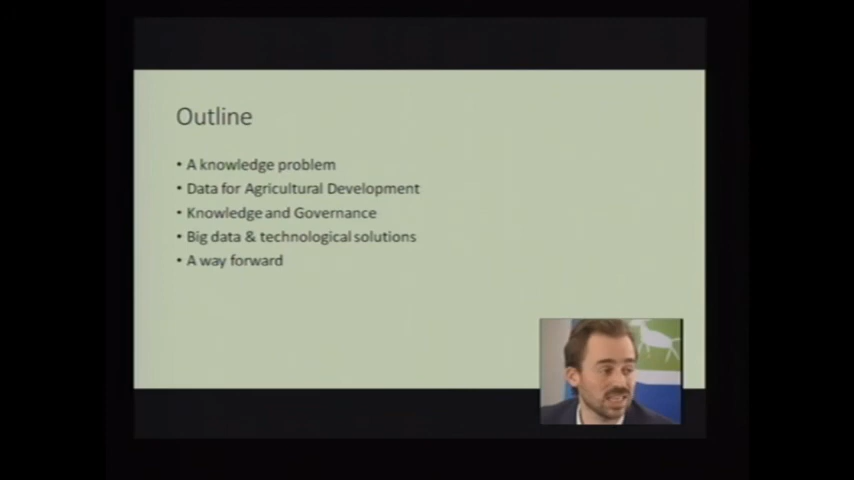 Outline
• A knowledge problem
• Data for Agricultural Development
• Knowledge and Governance
• Big data & technological solutions
• A way forward